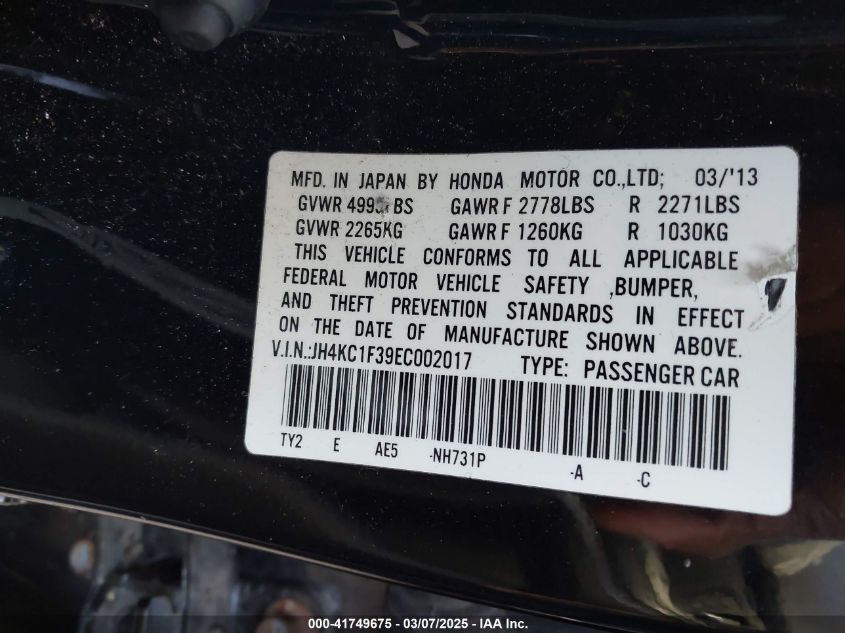 MFD. IN JAPAN BY HONDA MOTOR CO.,LTD; 03/'13
GVWR GAWR F 2778LBS R 2271LBS
GVWR 2265KG GAWR F 1260KG R 1030KG
THIS VEHICLE CONFORMS TO ALL APPLICABLE
FEDERAL MOTOR VEHICLE SAFETY ,BUMPER,
AND THEFT PREVENTION STANDARDS IN EFFECT
ON THE DATE OF MANUFACTURE SHOWN ABOVE.
V.I.N.:JH4KC1F39EC002017 TYPE: PASSENGER CAR
TY2 E AE5 -NH731P -A -C
000-41749675 - 03/07/2025 - IAA Inc.